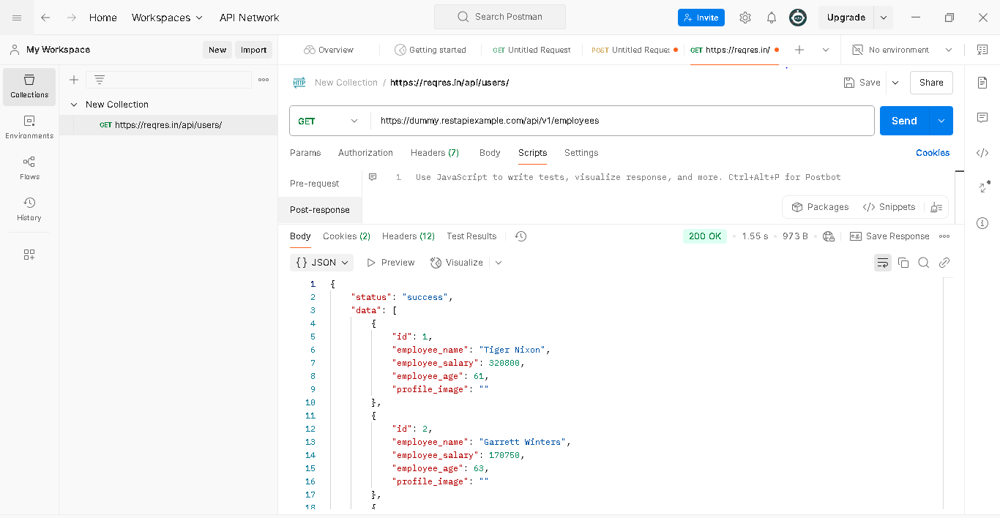 Home Workspaces API Network Search Postman Invite Upgrade
My Workspace New Import Overview Getting started GET Untitled Request POST Untitled Reques GET https://reqres.in/ No environment
Collections
Environments
Flows
History
New Collection
GET https://reqres.in/api/users/
HTTP New Collection / https://reqres.in/api/users/ Save Share
GET https://dummy.restapiexample.com/api/v1/employees Send
Params Authorization Headers (7) Body Scripts Settings Cookies
Pre-request
Post-response
1 Use JavaScript to write tests, visualize response, and more. Ctrl+Alt+P for Postbot
Packages </> Snippets
Body Cookies (2) Headers (12) Test Results 200 OK • 1.55 s • 973 B • e.g. Save Response
{} JSON Preview Visualize
1 {
2 "status": "success",
3 "data": [
4 {
5 "id": 1,
6 "employee_name": "Tiger Nixon",
7 "employee_salary": 320800,
8 "employee_age": 61,
9 "profile_image": ""
10 },
11 {
12 "id": 2,
13 "employee_name": "Garrett Winters",
14 "employee_salary": 170750,
15 "employee_age": 63,
16 "profile_image": ""
17 },
18 {